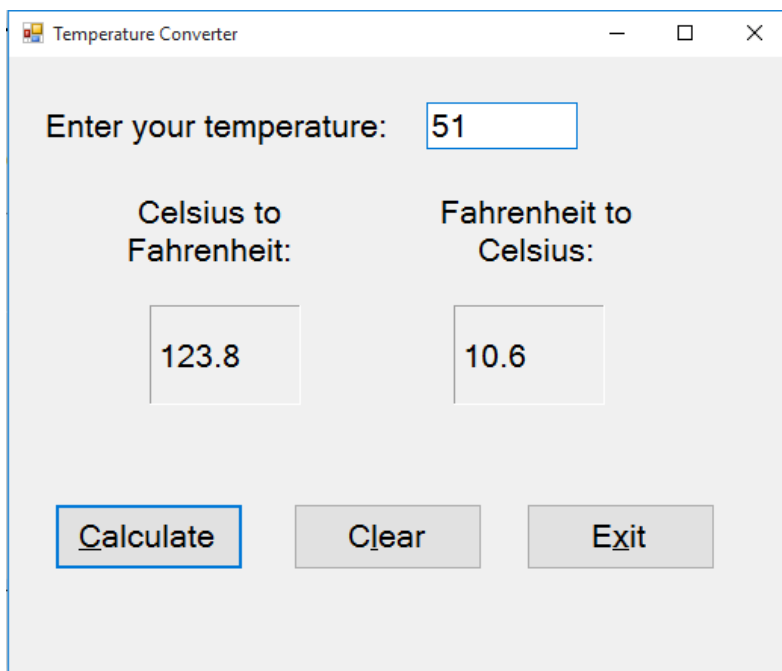 Temperature Converter
Enter your temperature: 51
Celsius to Fahrenheit to
Fahrenheit: Celsius:
123.8 10.6
Calculate Clear Exit